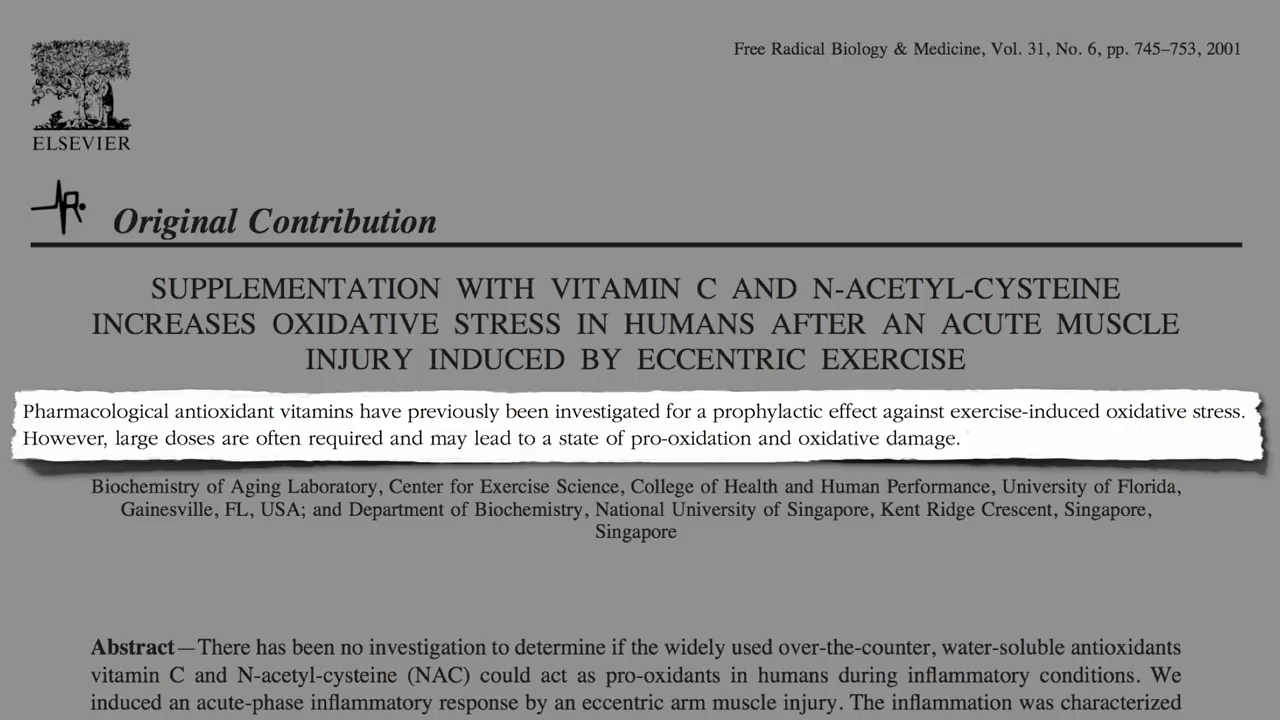 Free Radical Biology & Medicine, Vol. 31, No. 6, pp. 745–753, 2001
ELSEVIER
Original Contribution
SUPPLEMENTATION WITH VITAMIN C AND N-ACETYL-CYSTEINE
INCREASES OXIDATIVE STRESS IN HUMANS AFTER AN ACUTE MUSCLE
INJURY INDUCED BY ECCENTRIC EXERCISE
Pharmacological antioxidant vitamins have previously been investigated for a prophylactic effect against exercise-induced oxidative stress.
However, large doses are often required and may lead to a state of pro-oxidation and oxidative damage.
Biochemistry of Aging Laboratory, Center for Exercise Science, College of Health and Human Performance, University of Florida,
Gainesville, FL, USA; and Department of Biochemistry, National University of Singapore, Kent Ridge Crescent, Singapore,
Singapore
Abstract—There has been no investigation to determine if the widely used over-the-counter, water-soluble antioxidants
vitamin C and N-acetyl-cysteine (NAC) could act as pro-oxidants in humans during inflammatory conditions. We
induced an acute-phase inflammatory response by an eccentric arm muscle injury. The inflammation was characterized